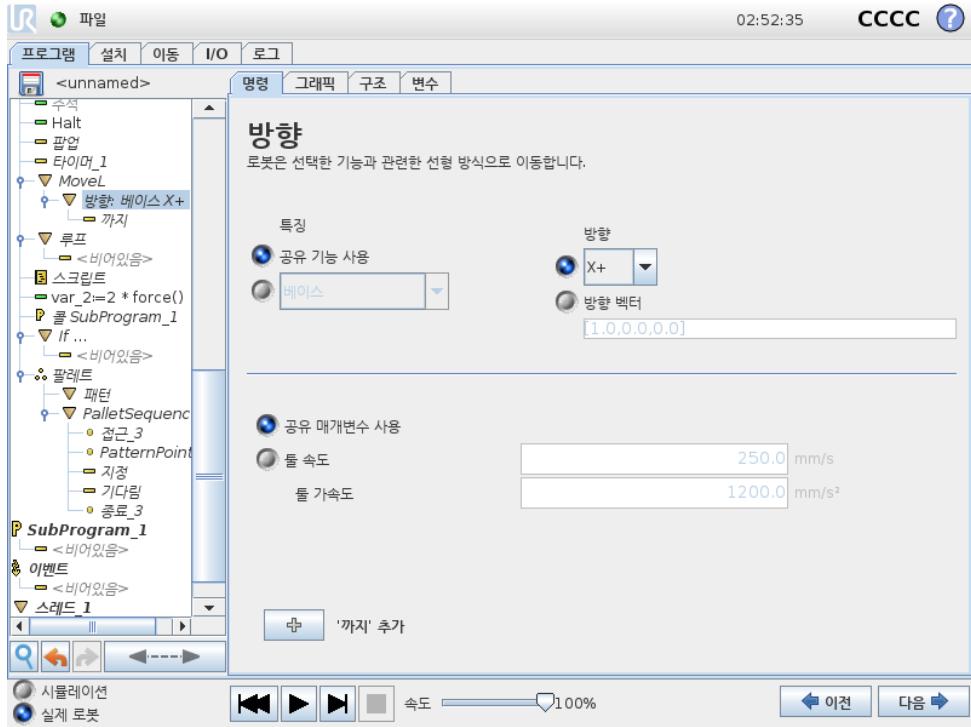 UR 파일 02:52:35 CCCC ?
프로그램 설치 이동 I/O 로그
<unnamed>
명령 그래픽 구조 변수
주석
Halt
팝업
타이머_1
MoveL
방향: 베이스 X+
까지
루프
<비어있음>
스크립트
var_2:=2 * force()
콜 SubProgram_1
If ...
<비어있음>
팔레트
패턴
PalletSequenc
접근_3
PatternPoint
지정
기다림
종료_3
P SubProgram_1
<비어있음>
이벤트
<비어있음>
스레드_1
방향
로봇은 선택한 기능과 관련한 선형 방식으로 이동합니다.
특징
공유 기능 사용
베이스
방향
X+
방향 벡터
[1.0,0.0,0.0]
공유 매개변수 사용
툴 속도 250.0 mm/s
툴 가속도 1200.0 mm/s²
'까지' 추가
시뮬레이션
실제 로봇
속도 100%
이전 다음